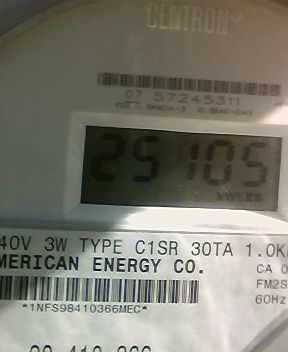 CENTRON®
07 57245311
25105
kWh
40V 3W TYPE C1SR 30TA 1.0K
MERICAN ENERGY CO.
CA 0
FM2S
60Hz
*1NFS98410366MEC*